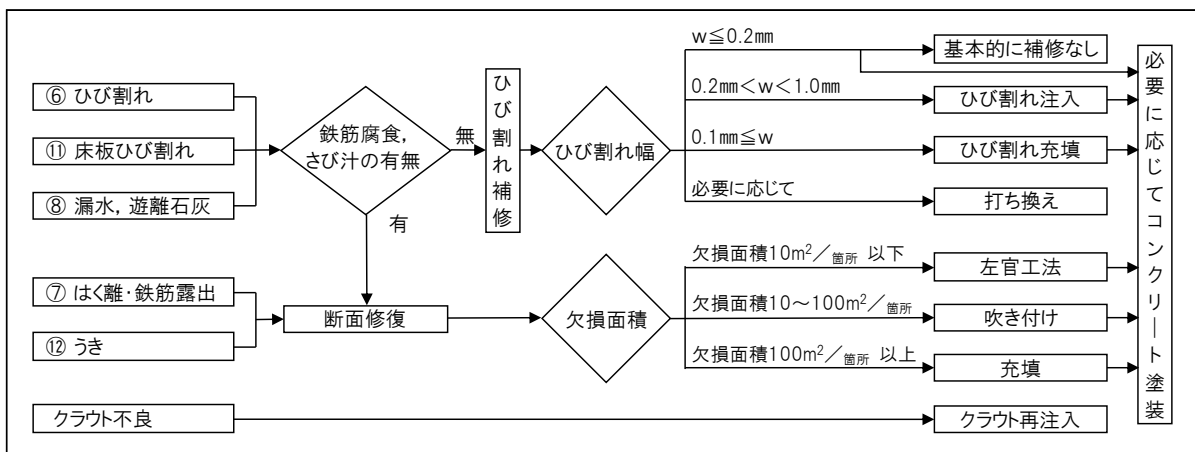 ⑥ ひび割れ
⑪ 床板ひび割れ
⑧ 漏水，遊離石灰
鉄筋腐食，
さび汁の有無
無
有
ひび割れ補修
ひび割れ幅
w≦0.2㎜
0.2㎜＜w＜1.0㎜
0.1㎜≦w
必要に応じて
基本的に補修なし
ひび割れ注入
ひび割れ充填
打ち換え
⑦ はく離・鉄筋露出
⑫ うき
断面修復
欠損面積
欠損面積10m²／箇所 以下
欠損面積10～100m²／箇所
欠損面積100m²／箇所 以上
左官工法
吹き付け
充填
クラウト不良
クラウト再注入
必要に応じてコンクリート塗装